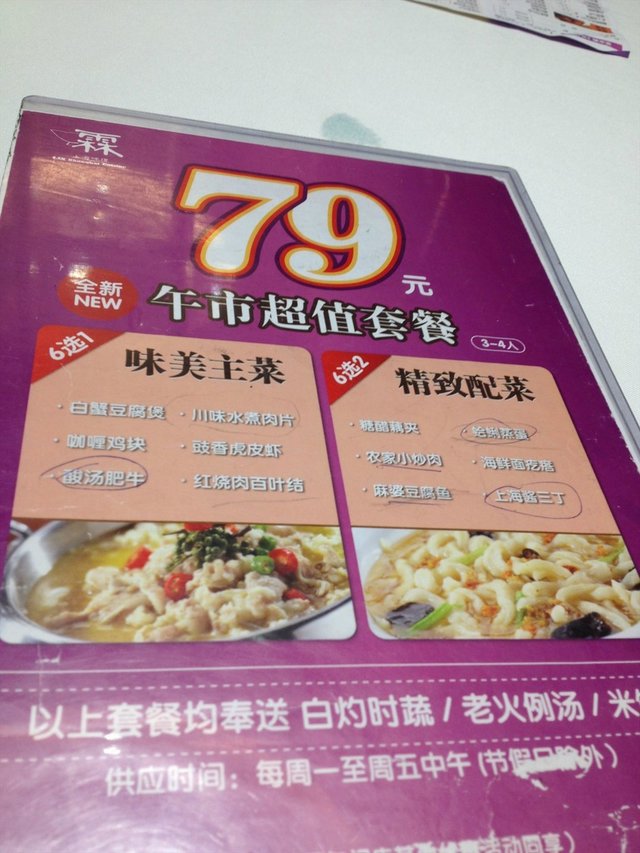 霖
79元
全新
NEW
午市超值套餐
3-4人
6选1
味美主菜
白蟹豆腐煲
川味水煮肉片
咖喱鸡块
豉香虎皮虾
酸汤肥牛
红烧肉百叶结
6选2
精致配菜
糖醋藕夹
蛤蜊蒸蛋
农家小炒肉
海鲜面疙瘩
麻婆豆腐鱼
上海酱三丁
以上套餐均奉送 白灼时蔬 / 老火例汤 / 米
供应时间：每周一至周五中午 (节假日除外)